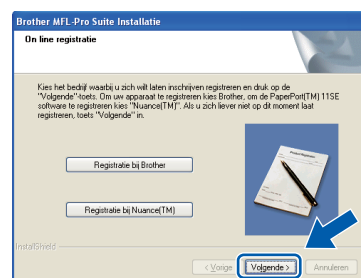 Brother MFL-Pro Suite Installatie
On line registratie
Kies het bedrijf waarbij u zich wilt laten inschrijven registreren en druk op de
"Volgende"-toets. Om uw apparaat te registreren kies Brother, om de PaperPort(TM) 11SE
software te registreren kies "Nuance(TM)". Als u zich liever niet op dit moment laat
registreren, toets "Volgende" in.
Registratie bij Brother
Registratie bij Nuance(TM)
Product Registration
InstallShield
< Vorige
Volgende >
Annuleren